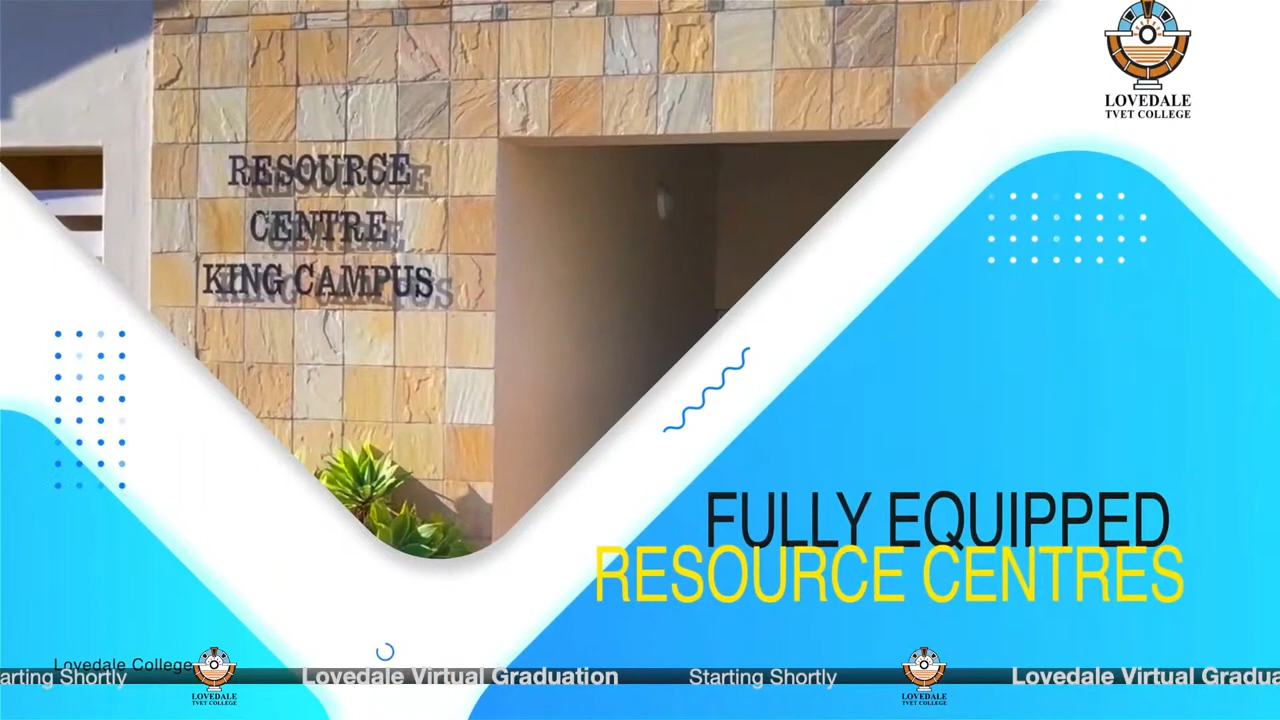 LOVEDALE
TVET COLLEGE
RESOURCE
CENTRE
KING CAMPUS
FULLY EQUIPPED
RESOURCE CENTRES
Lovedale College
arting Shortly
LOVEDALE
TVET COLLEGE
Lovedale Virtual Graduation
Starting Shortly
LOVEDALE
TVET COLLEGE
Lovedale Virtual Gradua